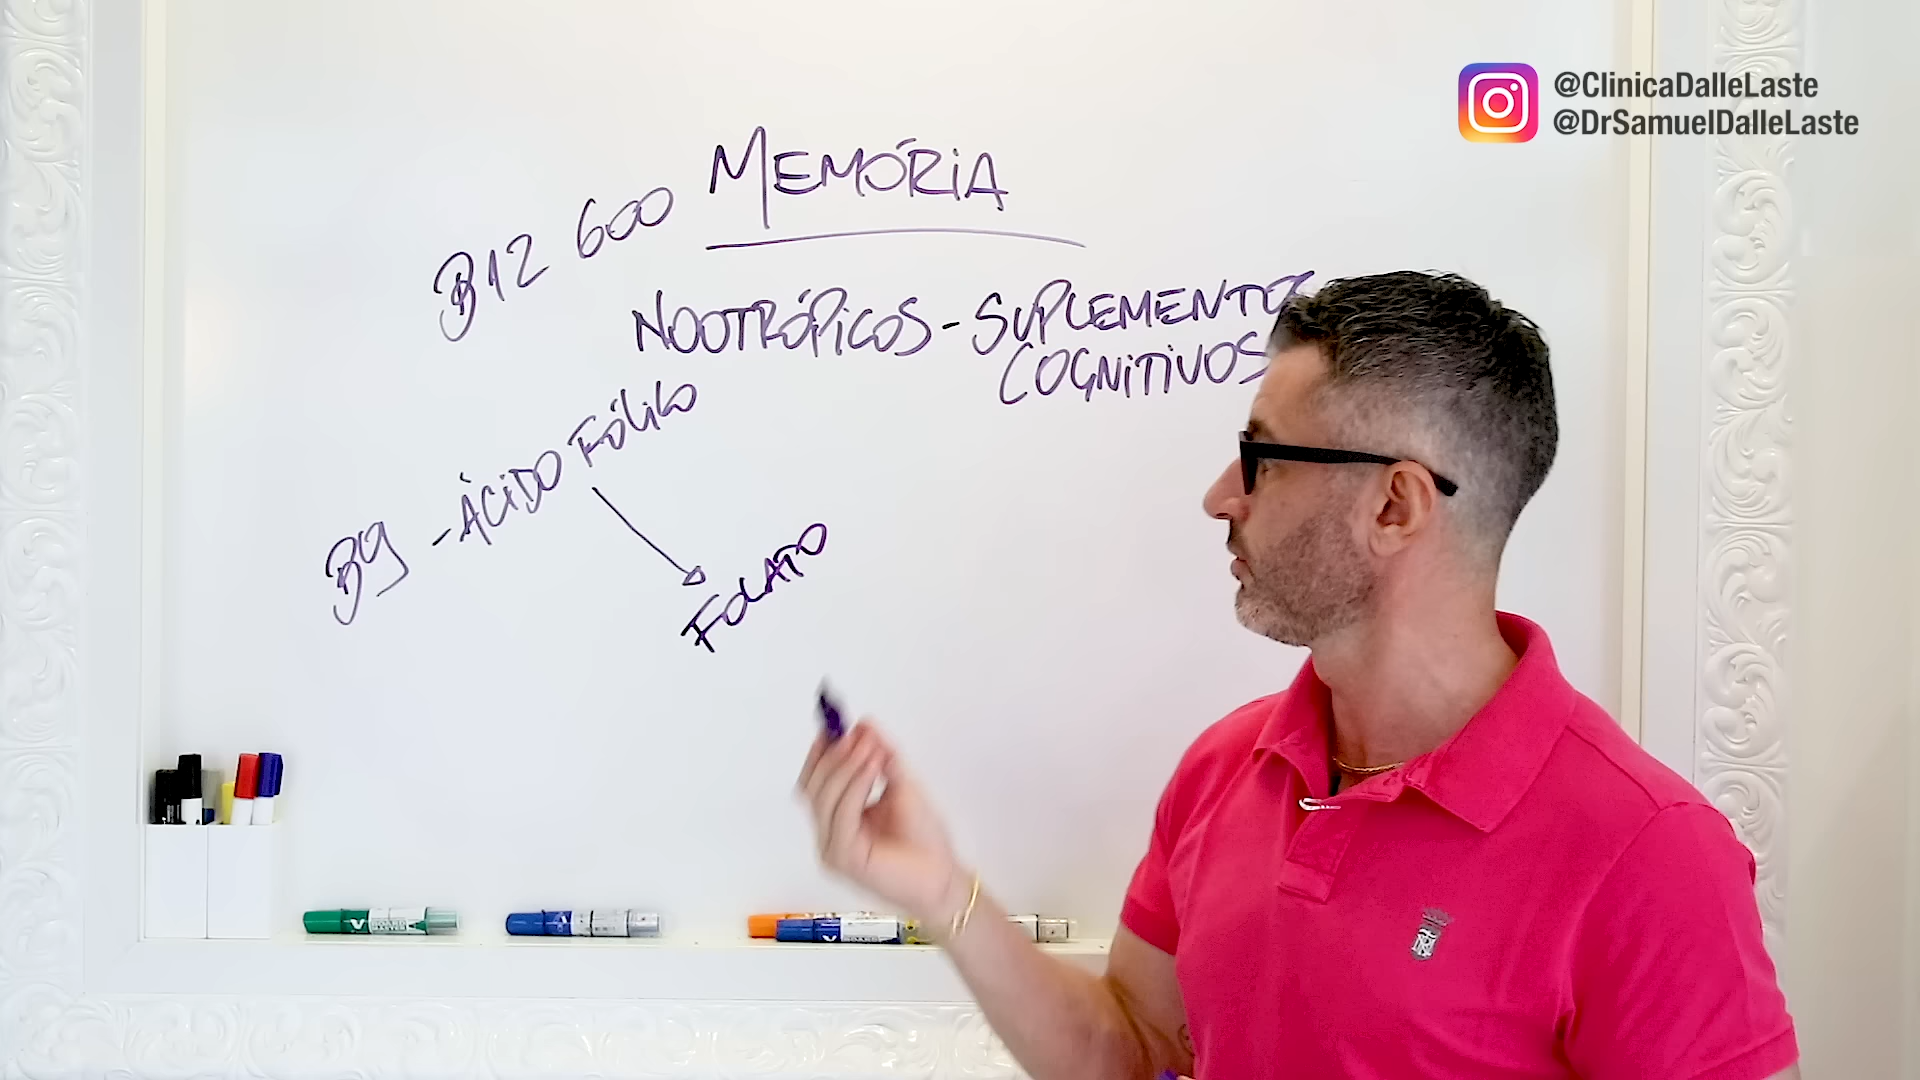 @ClinicaDalleLaste
@DrSamuelDalleLaste
MEMÓRIA
B12 600
NOOTRÓPICOS - SUPLEMENTOS
COGNITIVOS
B9 - ÁCIDO FÓLICO
FOLATO